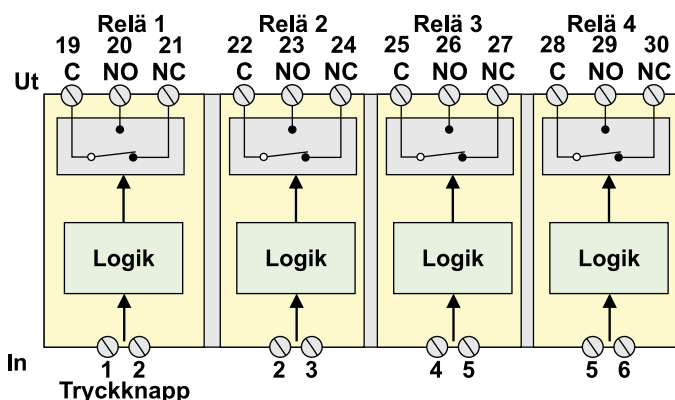 Relä 1 Relä 2 Relä 3 Relä 4
19 20 21 22 23 24 25 26 27 28 29 30
Ut C NO NC C NO NC C NO NC C NO NC
Logik Logik Logik Logik
In 1 2 2 3 4 5 5 6
Tryckknapp